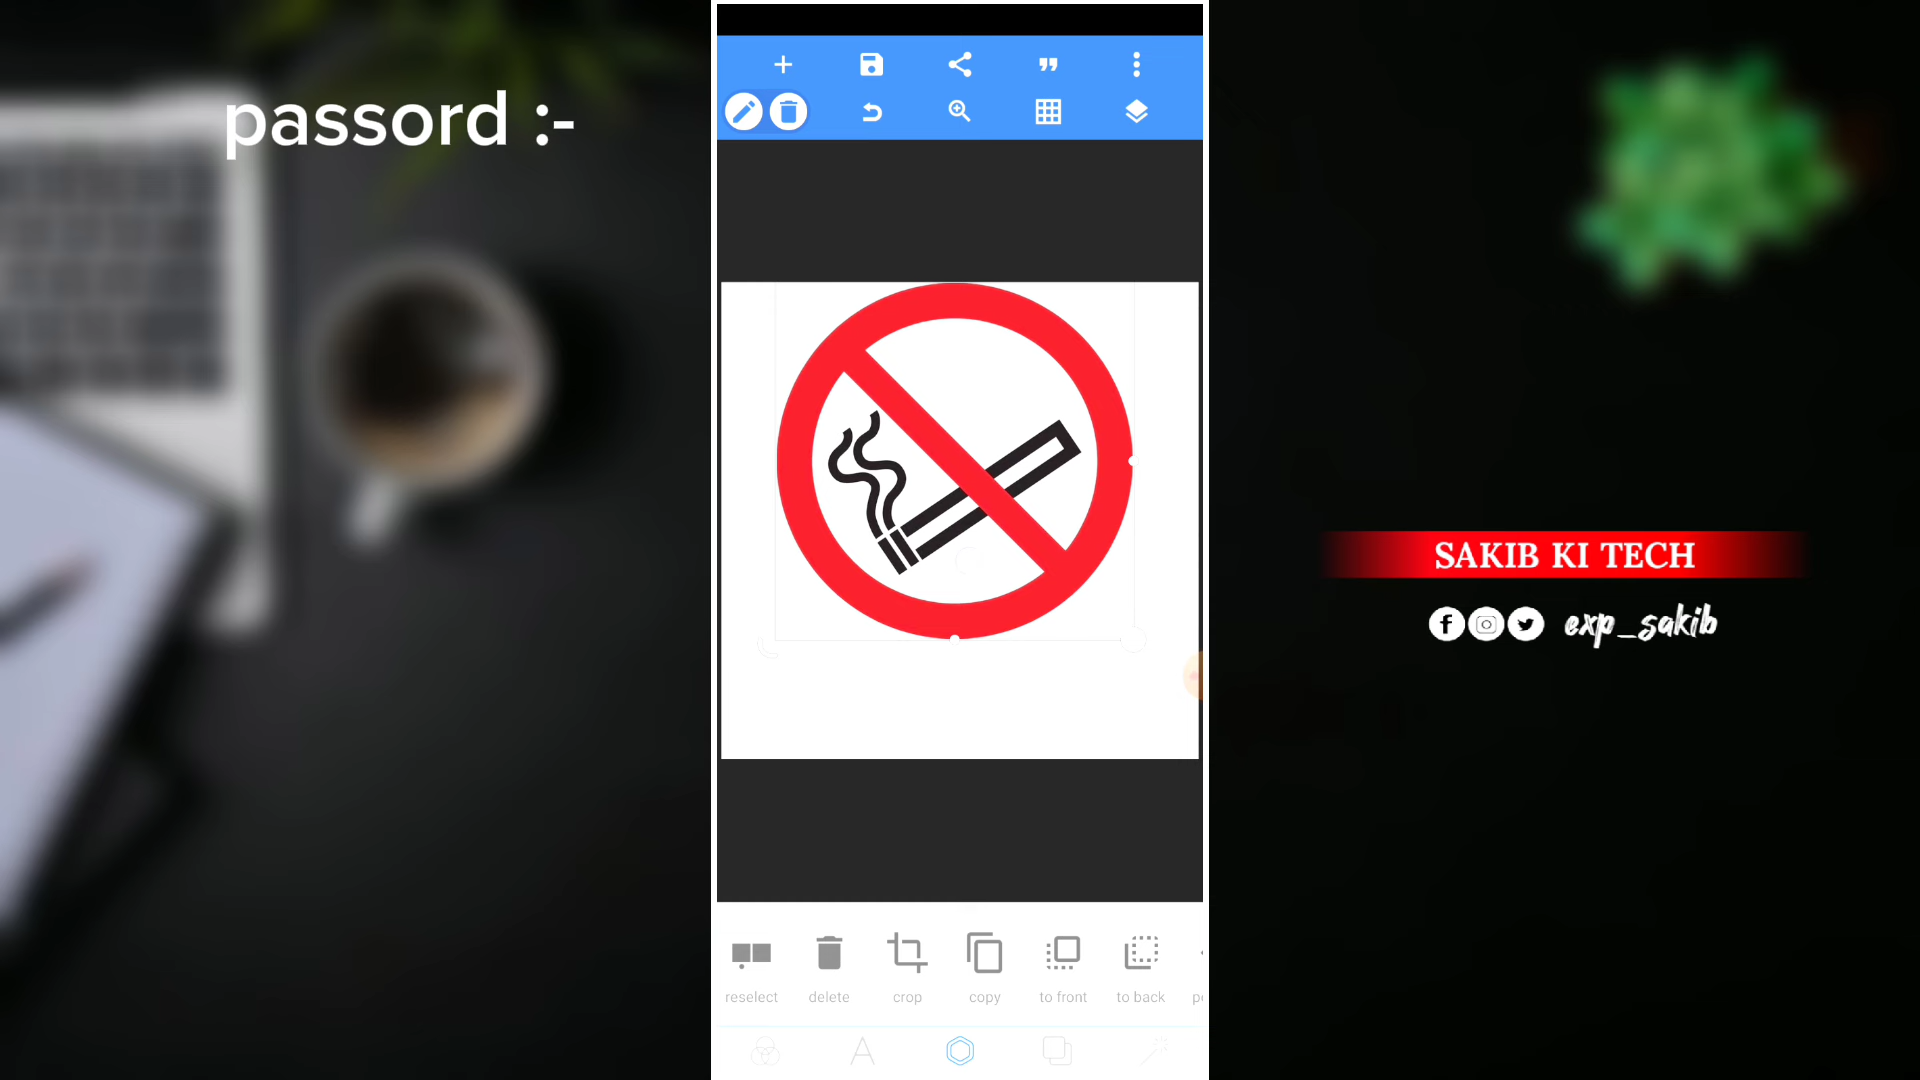 passord :-
SAKIB KI TECH
exp_sakib
reselect
delete
crop
copy
to front
to back